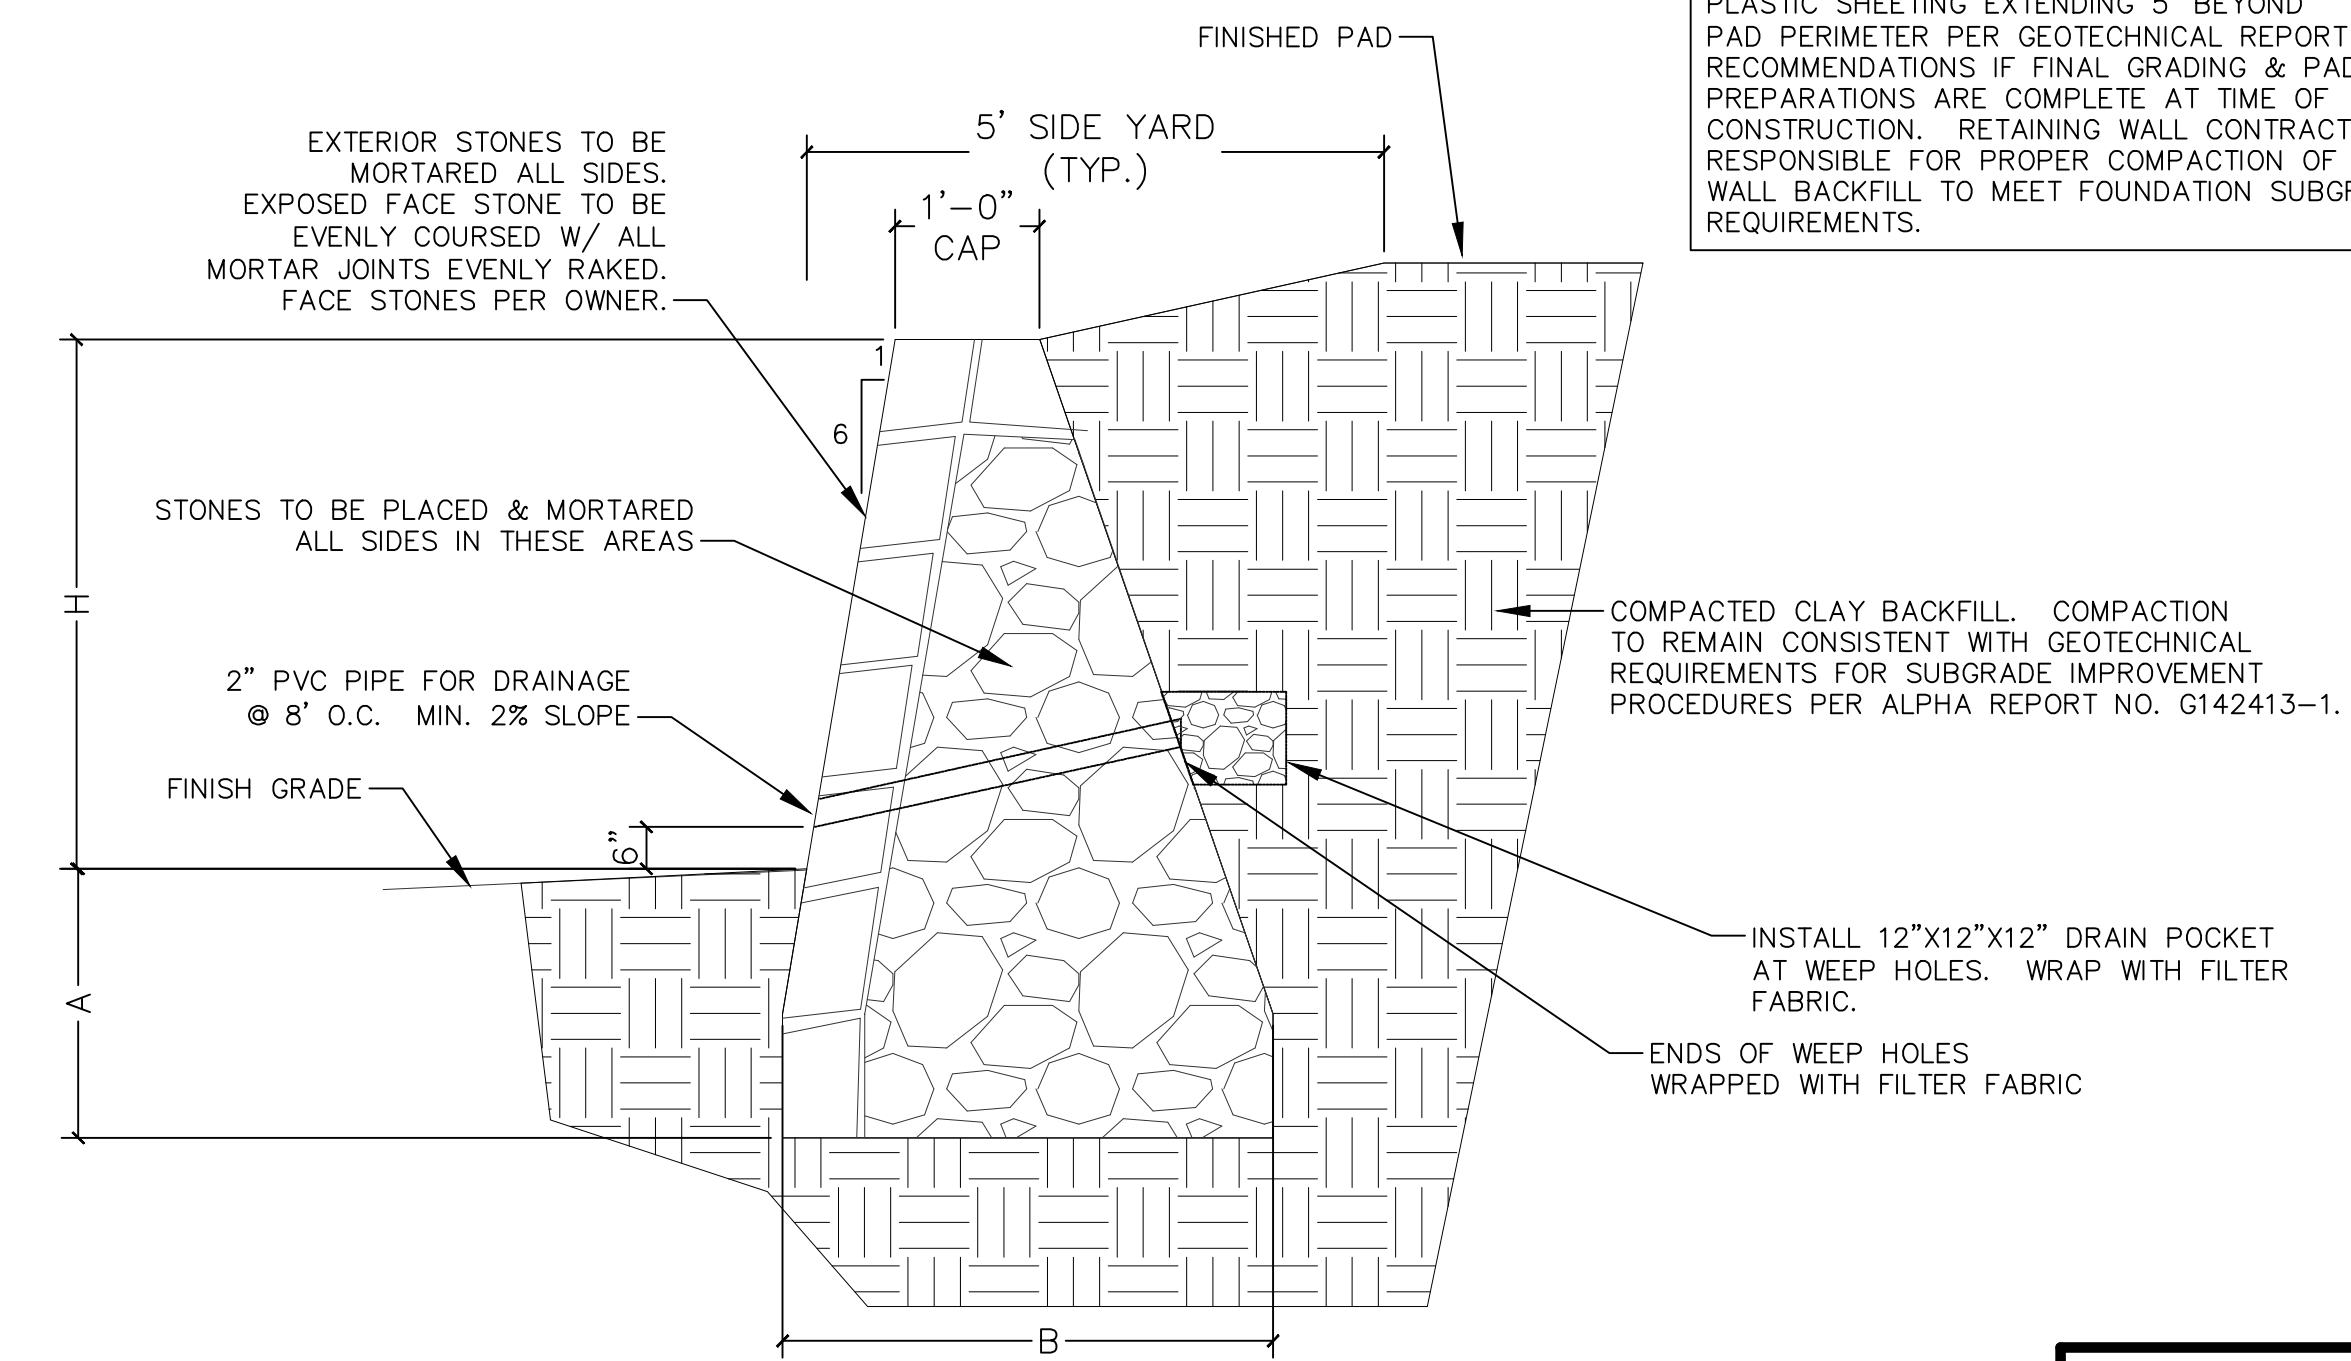 PLASTIC SHEETING EXTENDING 5' BEYOND
PAD PERIMETER PER GEOTECHNICAL REPORT
RECOMMENDATIONS IF FINAL GRADING & PAD
PREPARATIONS ARE COMPLETE AT TIME OF
CONSTRUCTION. RETAINING WALL CONTRACT
RESPONSIBLE FOR PROPER COMPACTION OF
WALL BACKFILL TO MEET FOUNDATION SUBGR
REQUIREMENTS.
FINISHED PAD
5' SIDE YARD
(TYP.)
1'-0"
CAP
EXTERIOR STONES TO BE
MORTARED ALL SIDES.
EXPOSED FACE STONE TO BE
EVENLY COURSED W/ ALL
MORTAR JOINTS EVENLY RAKED.
FACE STONES PER OWNER.
1
6
STONES TO BE PLACED & MORTARED
ALL SIDES IN THESE AREAS
H
2" PVC PIPE FOR DRAINAGE
@ 8' O.C. MIN. 2% SLOPE
FINISH GRADE
6"
A
COMPACTED CLAY BACKFILL. COMPACTION
TO REMAIN CONSISTENT WITH GEOTECHNICAL
REQUIREMENTS FOR SUBGRADE IMPROVEMENT
PROCEDURES PER ALPHA REPORT NO. G142413-1.
INSTALL 12"X12"X12" DRAIN POCKET
AT WEEP HOLES. WRAP WITH FILTER
FABRIC.
ENDS OF WEEP HOLES
WRAPPED WITH FILTER FABRIC
B